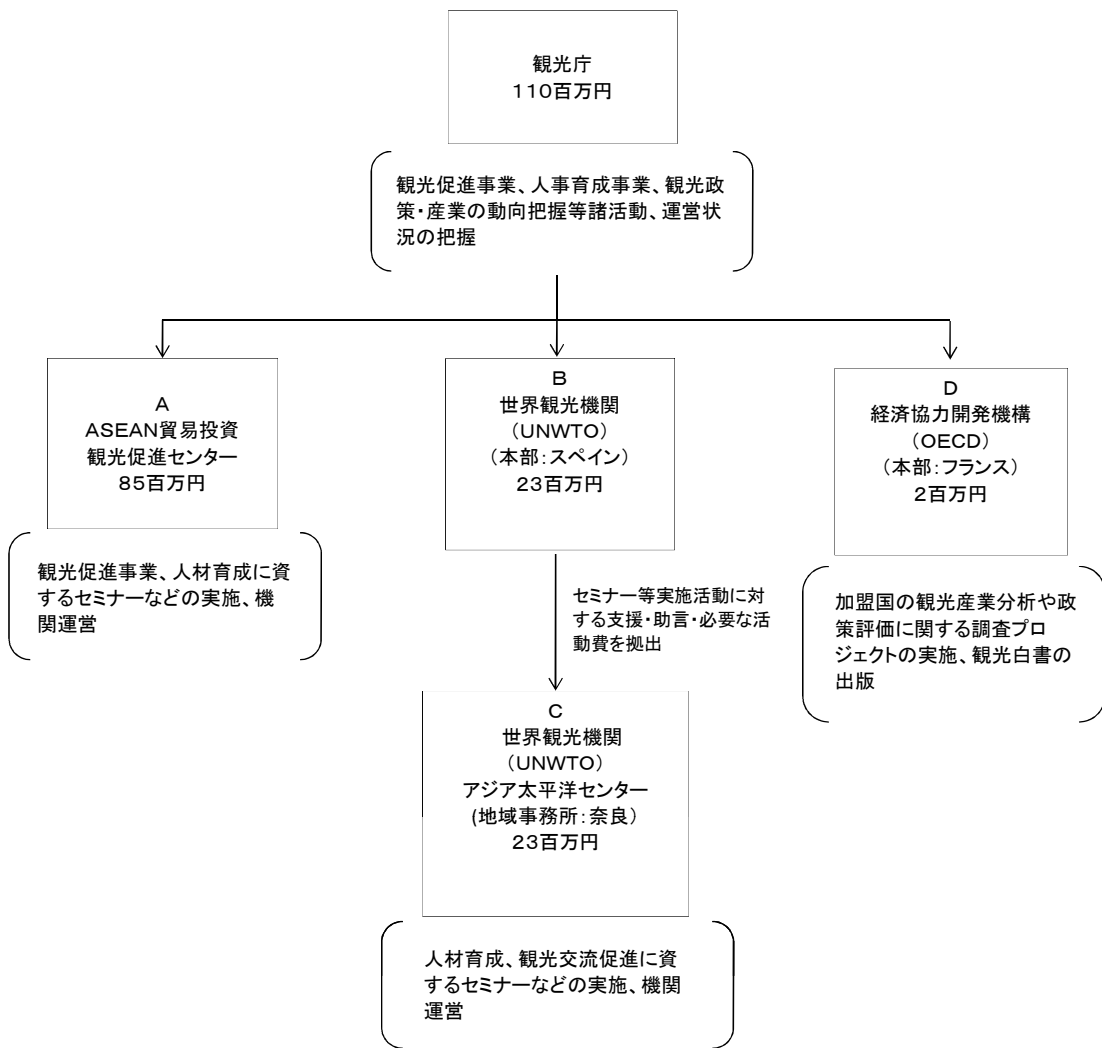 観光庁
110百万円
観光促進事業、人事育成事業、観光政
策・産業の動向把握等諸活動、運営状
況の把握
A
ASEAN貿易投資
観光促進センター
85百万円
観光促進事業、人材育成に資
するセミナーなどの実施、機
関運営
B
世界観光機関
(UNWTO)
(本部:スペイン)
23百万円
セミナー等実施活動に対
する支援・助言・必要な活
動費を拠出
C
世界観光機関
(UNWTO)
アジア太平洋センター
(地域事務所:奈良)
23百万円
人材育成、観光交流促進に資
するセミナーなどの実施、機関
運営
D
経済協力開発機構
(OECD)
(本部:フランス)
2百万円
加盟国の観光産業分析や政
策評価に関する調査プロ
ジェクトの実施、観光白書の
出版